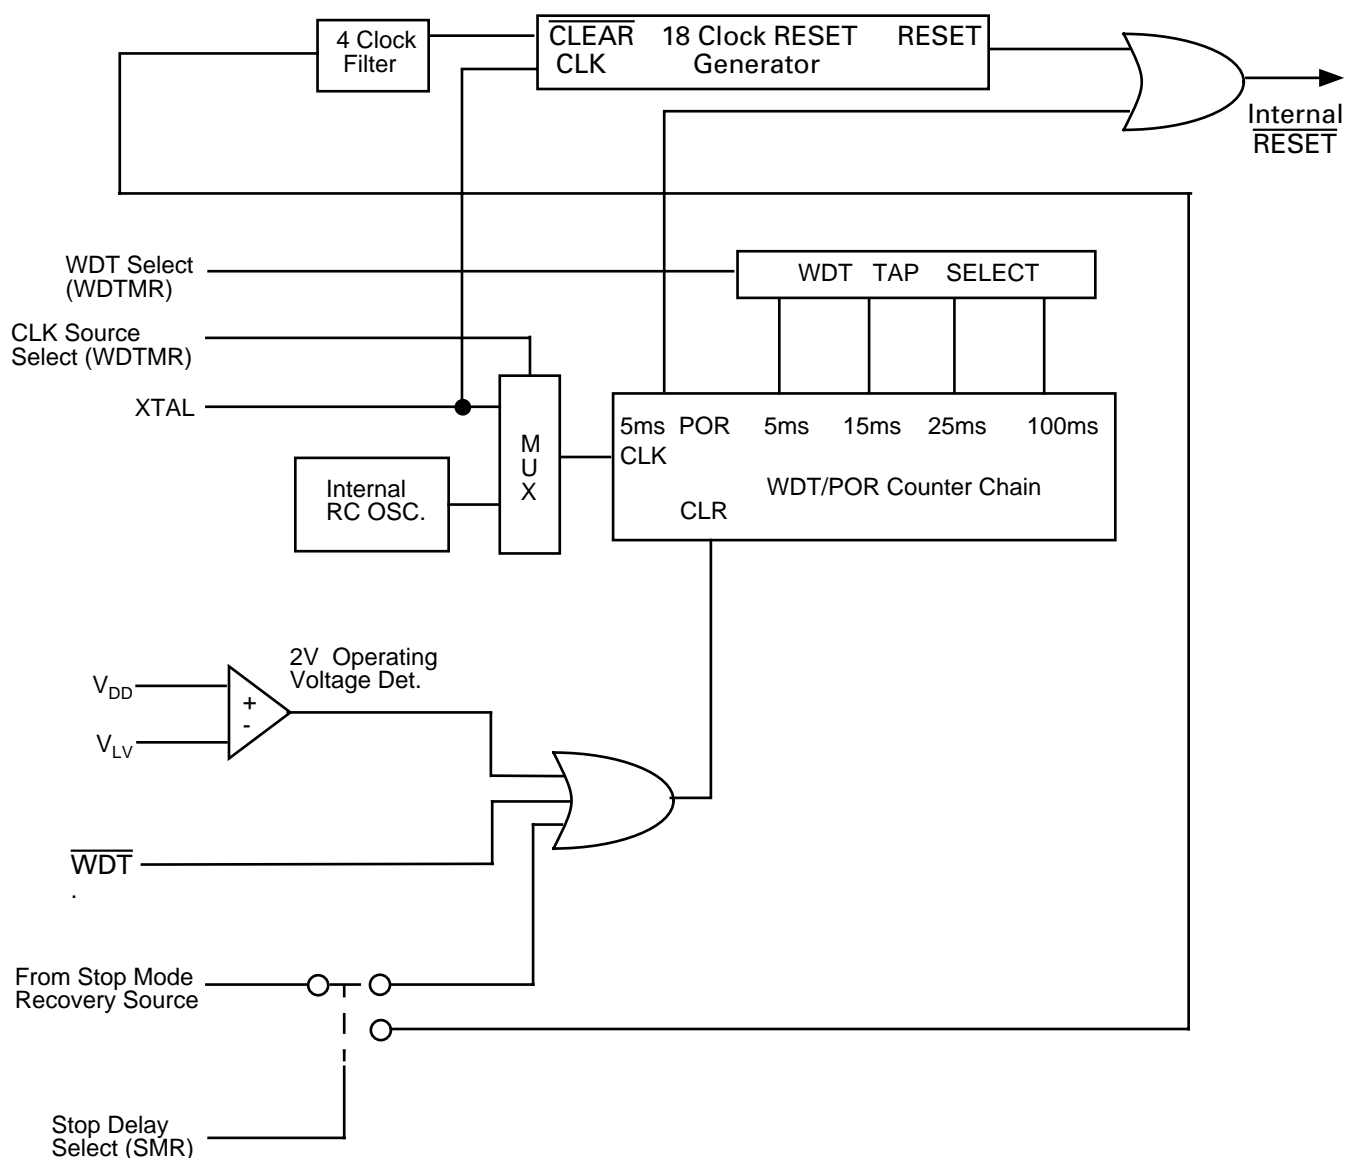 4 Clock
Filter
CLEAR 18 Clock RESET RESET
CLK Generator
Internal
RESET
WDT Select
(WDTMR)
WDT TAP SELECT
CLK Source
Select (WDTMR)
XTAL
M
U
X
5ms POR 5ms 15ms 25ms 100ms
CLK
WDT/POR Counter Chain
CLR
Internal
RC OSC.
2V Operating
Voltage Det.
VDD
+
-
VLV
WDT
.
From Stop Mode
Recovery Source
Stop Delay
Select (SMR)